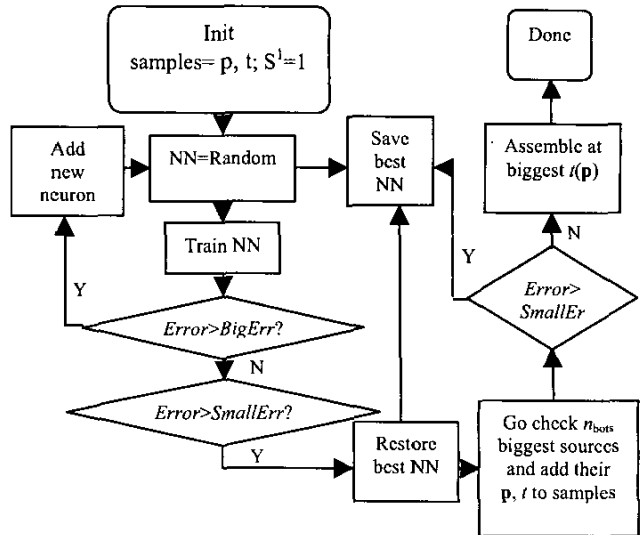 Init
samples= p, t; S¹=1
Done
Add
new
neuron
NN=Random
Save
best
NN
Assemble at
biggest t(p)
Train NN
Y
N
Y
Error>BigErr?
Error>
SmallEr
N
Error>SmallErr?
Y
Restore
best NN
Go check nbots
biggest sources
and add their
p, t to samples